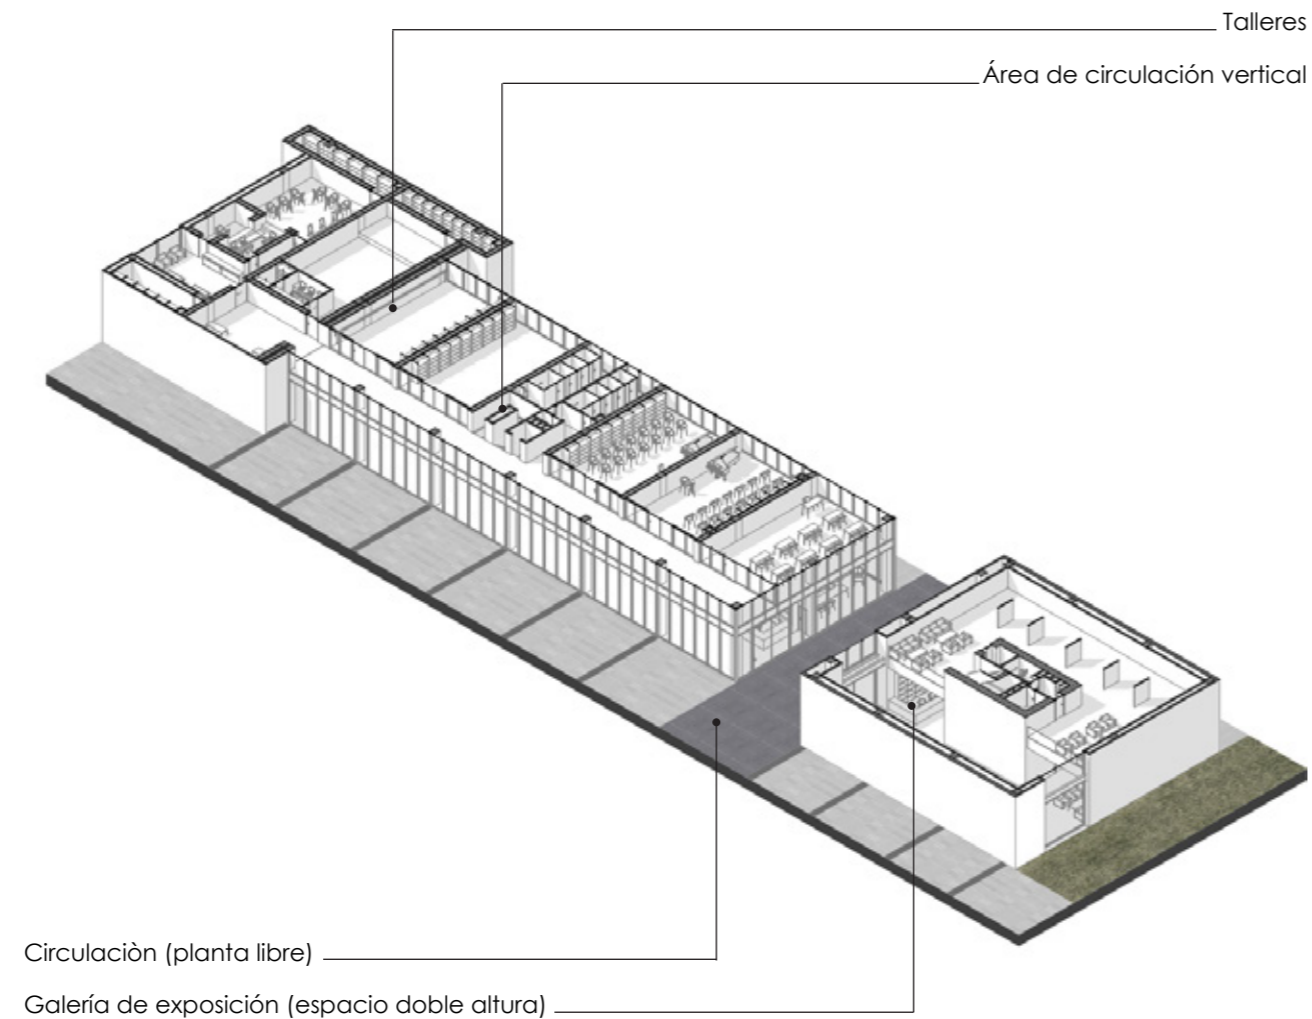 Talleres
Área de circulación vertical
Circulaciòn (planta libre)
Galería de exposición (espacio doble altura)